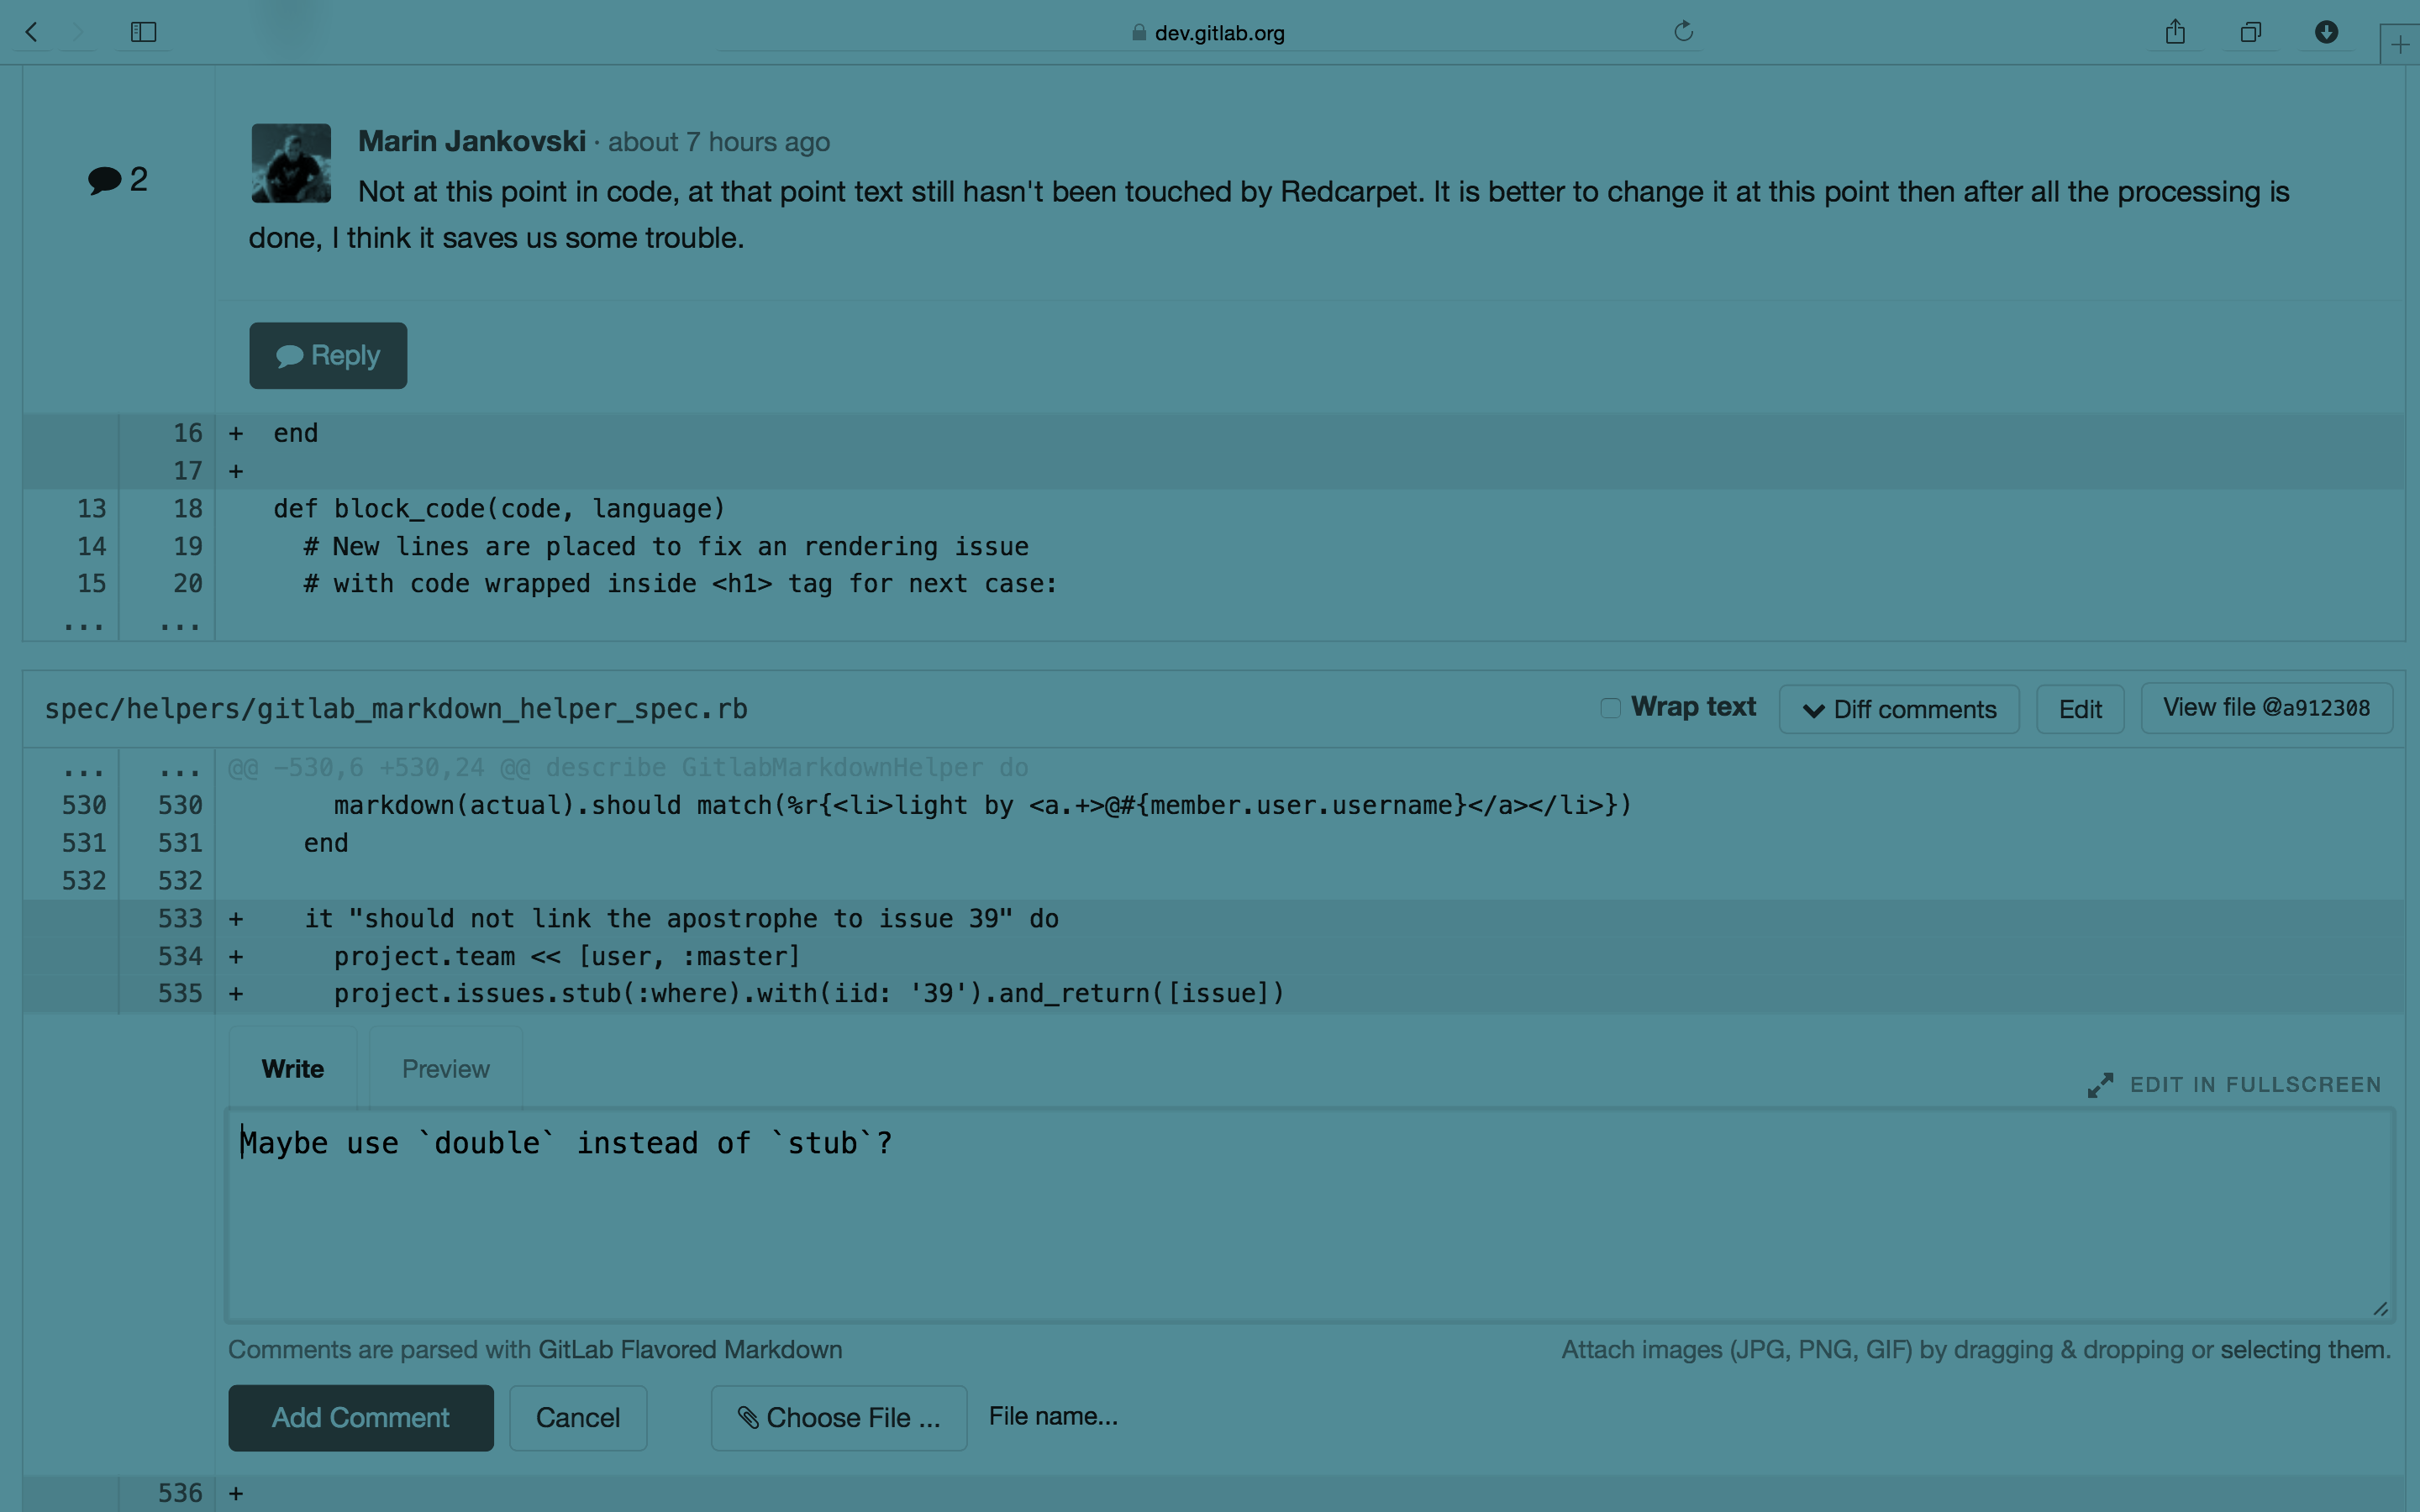 dev.gitlab.org
Marin Jankovski · about 7 hours ago
2
Not at this point in code, at that point text still hasn't been touched by Redcarpet. It is better to change it at this point then after all the processing is
done, I think it saves us some trouble.
Reply
16 + end
17 +
13 18 def block_code(code, language)
14 19 # New lines are placed to fix an rendering issue
15 20 # with code wrapped inside <h1> tag for next case:
... ...
spec/helpers/gitlab_markdown_helper_spec.rb Wrap text Diff comments Edit View file @a912308
... ... @@ -530,6 +530,24 @@ describe GitlabMarkdownHelper do
530 530 markdown(actual).should match(%r{<li>light by <a.+>@#{member.user.username}</a></li>})
531 531 end
532 532
533 + it "should not link the apostrophe to issue 39" do
534 + project.team << [user, :master]
535 + project.issues.stub(:where).with(iid: '39').and_return([issue])
Write Preview
EDIT IN FULLSCREEN
Maybe use `double` instead of `stub`?
Comments are parsed with GitLab Flavored Markdown Attach images (JPG, PNG, GIF) by dragging & dropping or selecting them.
Add Comment Cancel Choose File ... File name...
536 +